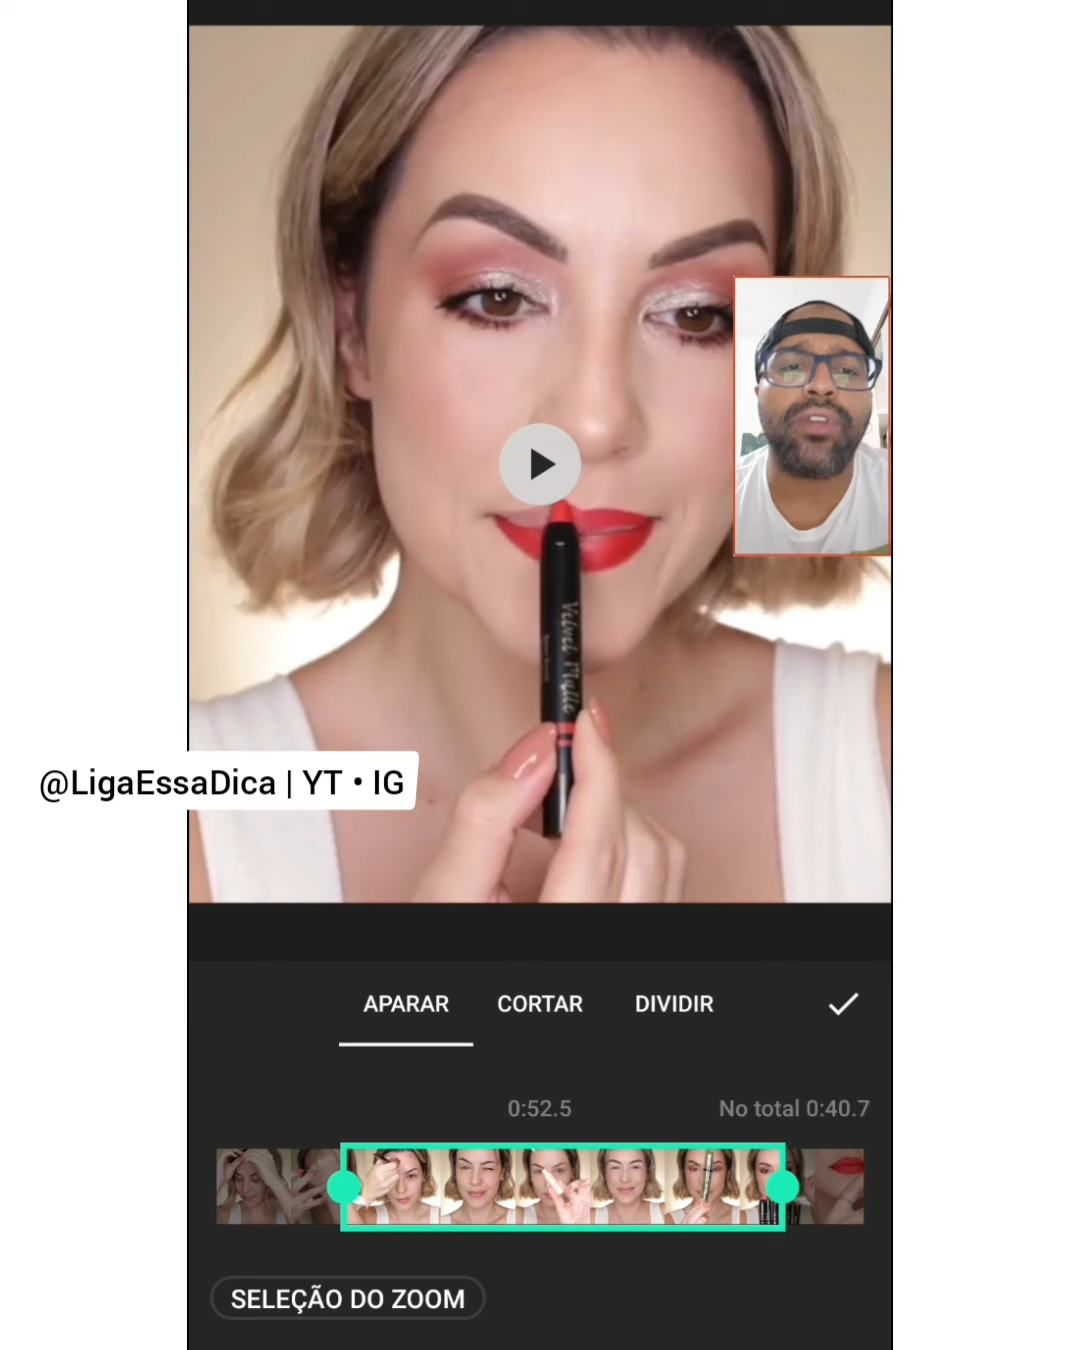 Velvet Matte
@LigaEssaDica | YT • IG
APARAR
CORTAR
DIVIDIR
0:52.5
No total 0:40.7
SELEÇÃO DO ZOOM